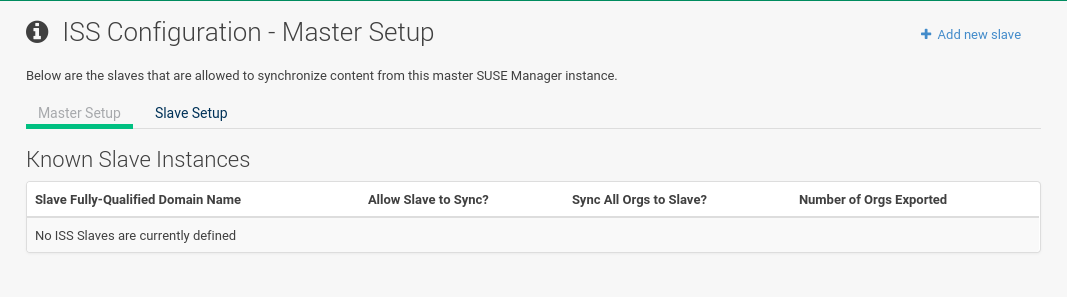 ISS Configuration - Master Setup
+ Add new slave
Below are the slaves that are allowed to synchronize content from this master SUSE Manager instance.
Master Setup Slave Setup
Known Slave Instances
Slave Fully-Qualified Domain Name Allow Slave to Sync? Sync All Orgs to Slave? Number of Orgs Exported
No ISS Slaves are currently defined